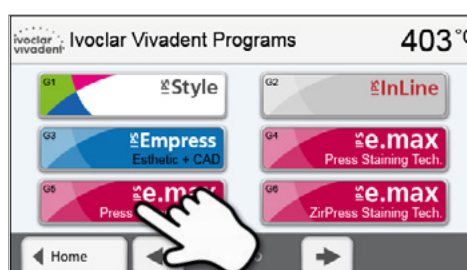 ivoclar
vivadent
Ivoclar Vivadent Programs
403 °C
G1
IPS Style
G2
IPS InLine
G3
IPS Empress
Esthetic + CAD
G4
IPS e.max
Press Staining Tech.
G5
IPS e.max
Press
G6
IPS e.max
ZirPress Staining Tech.
Home